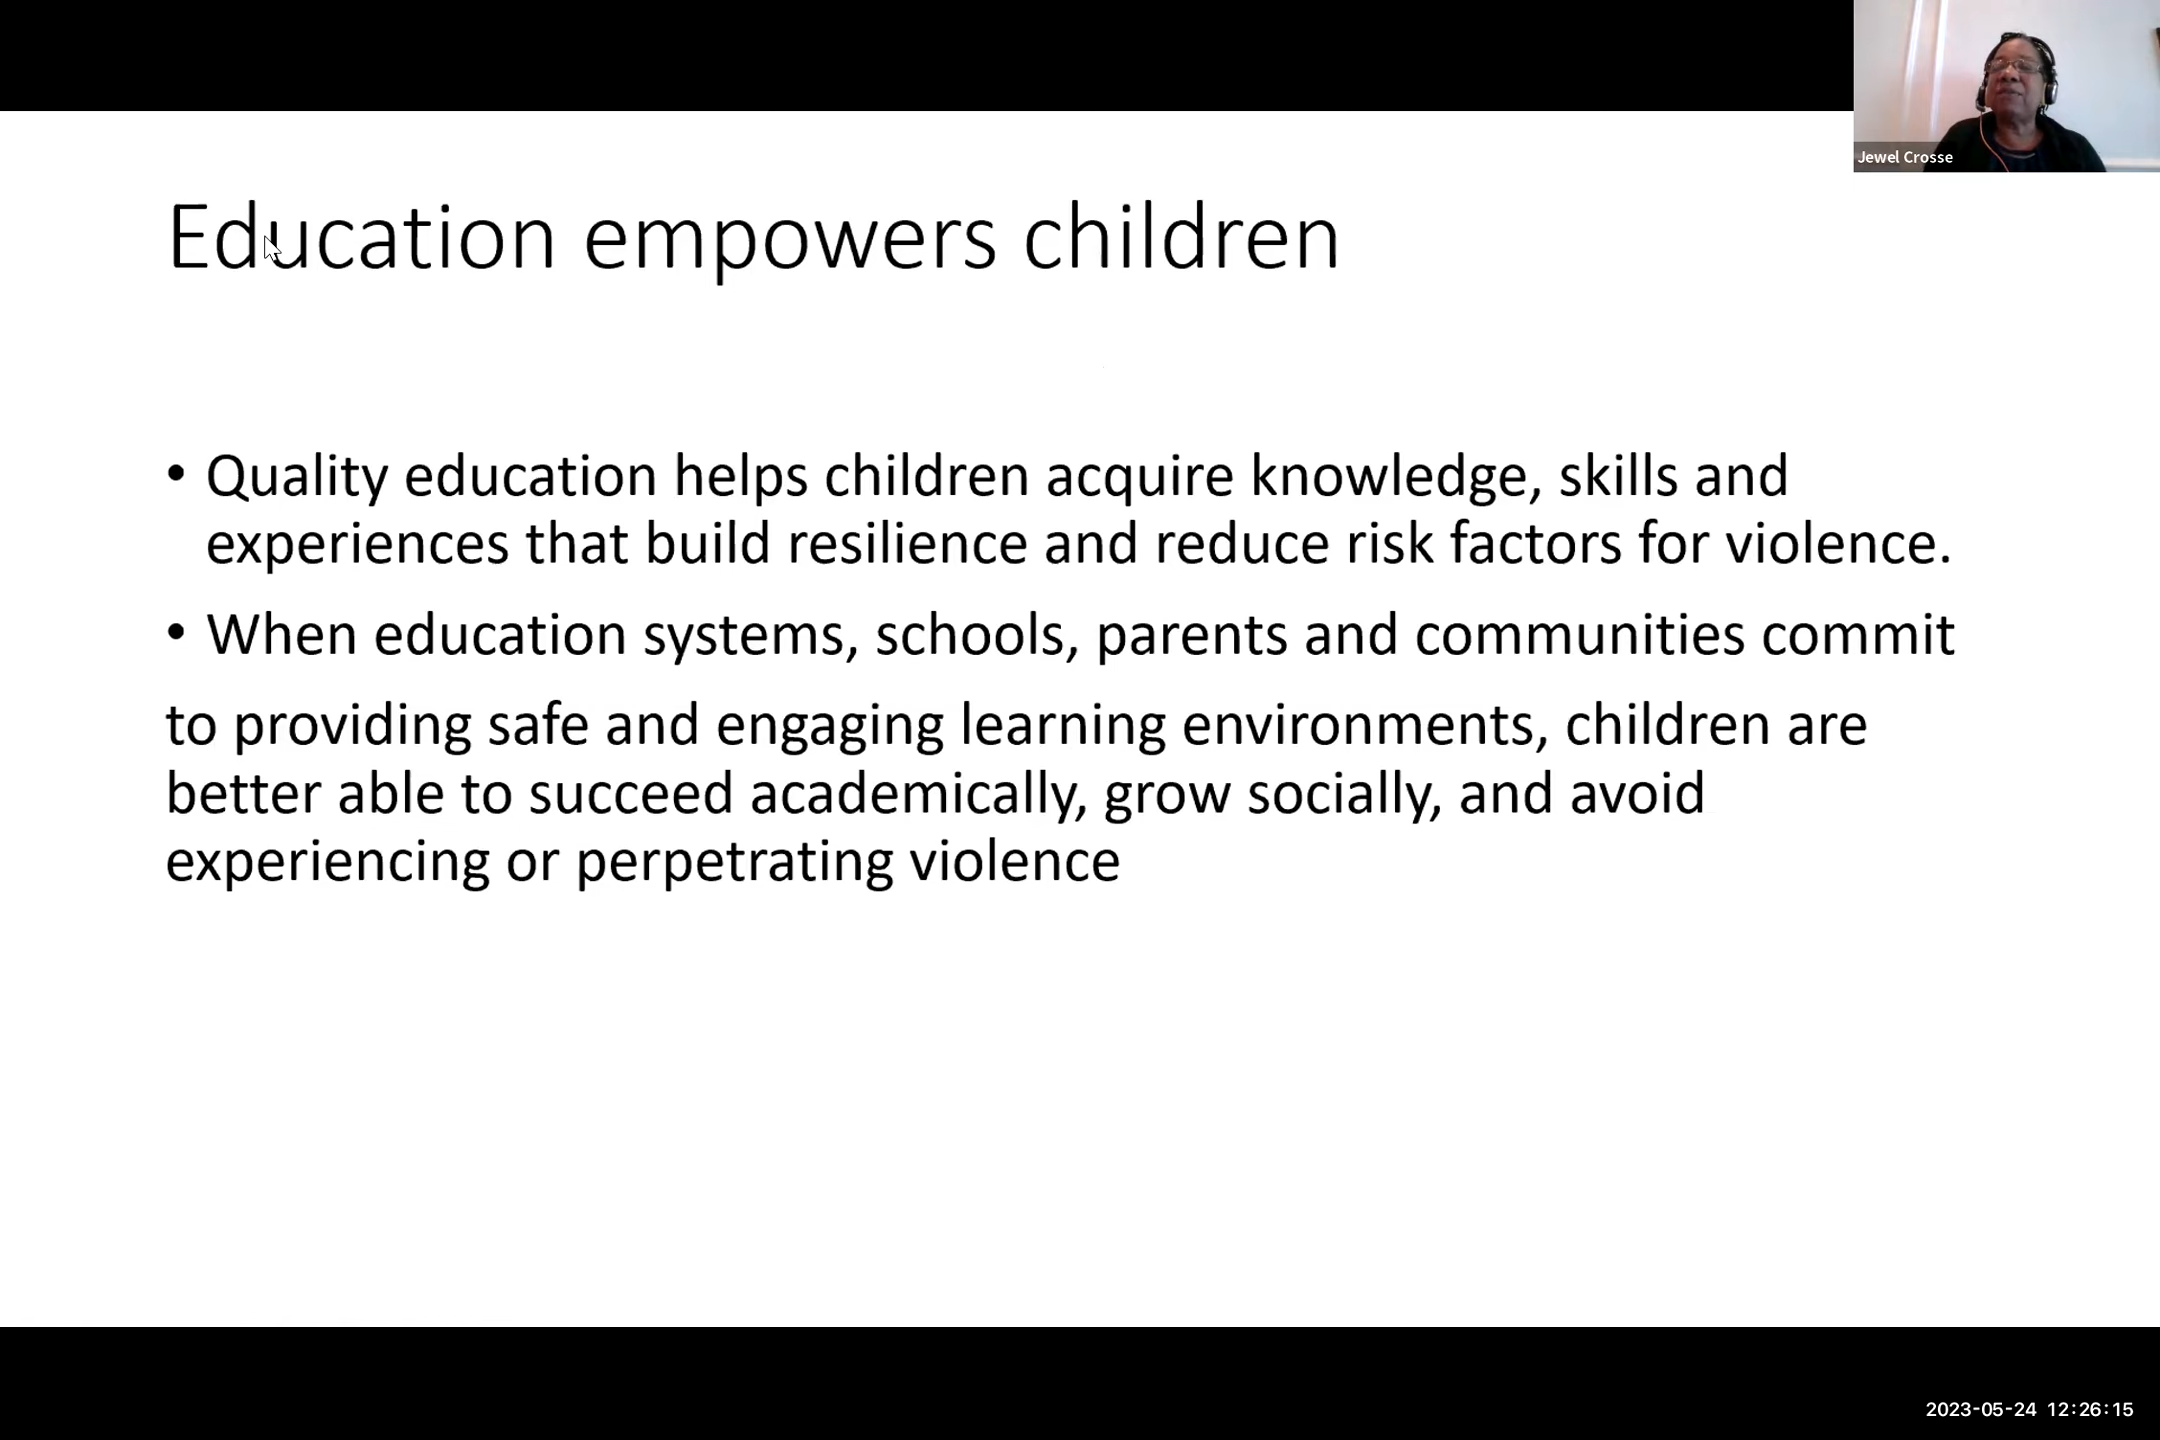 Jewel Crosse
Education empowers children
• Quality education helps children acquire knowledge, skills and
experiences that build resilience and reduce risk factors for violence.
• When education systems, schools, parents and communities commit
to providing safe and engaging learning environments, children are
better able to succeed academically, grow socially, and avoid
experiencing or perpetrating violence
2023-05-24 12:26:15